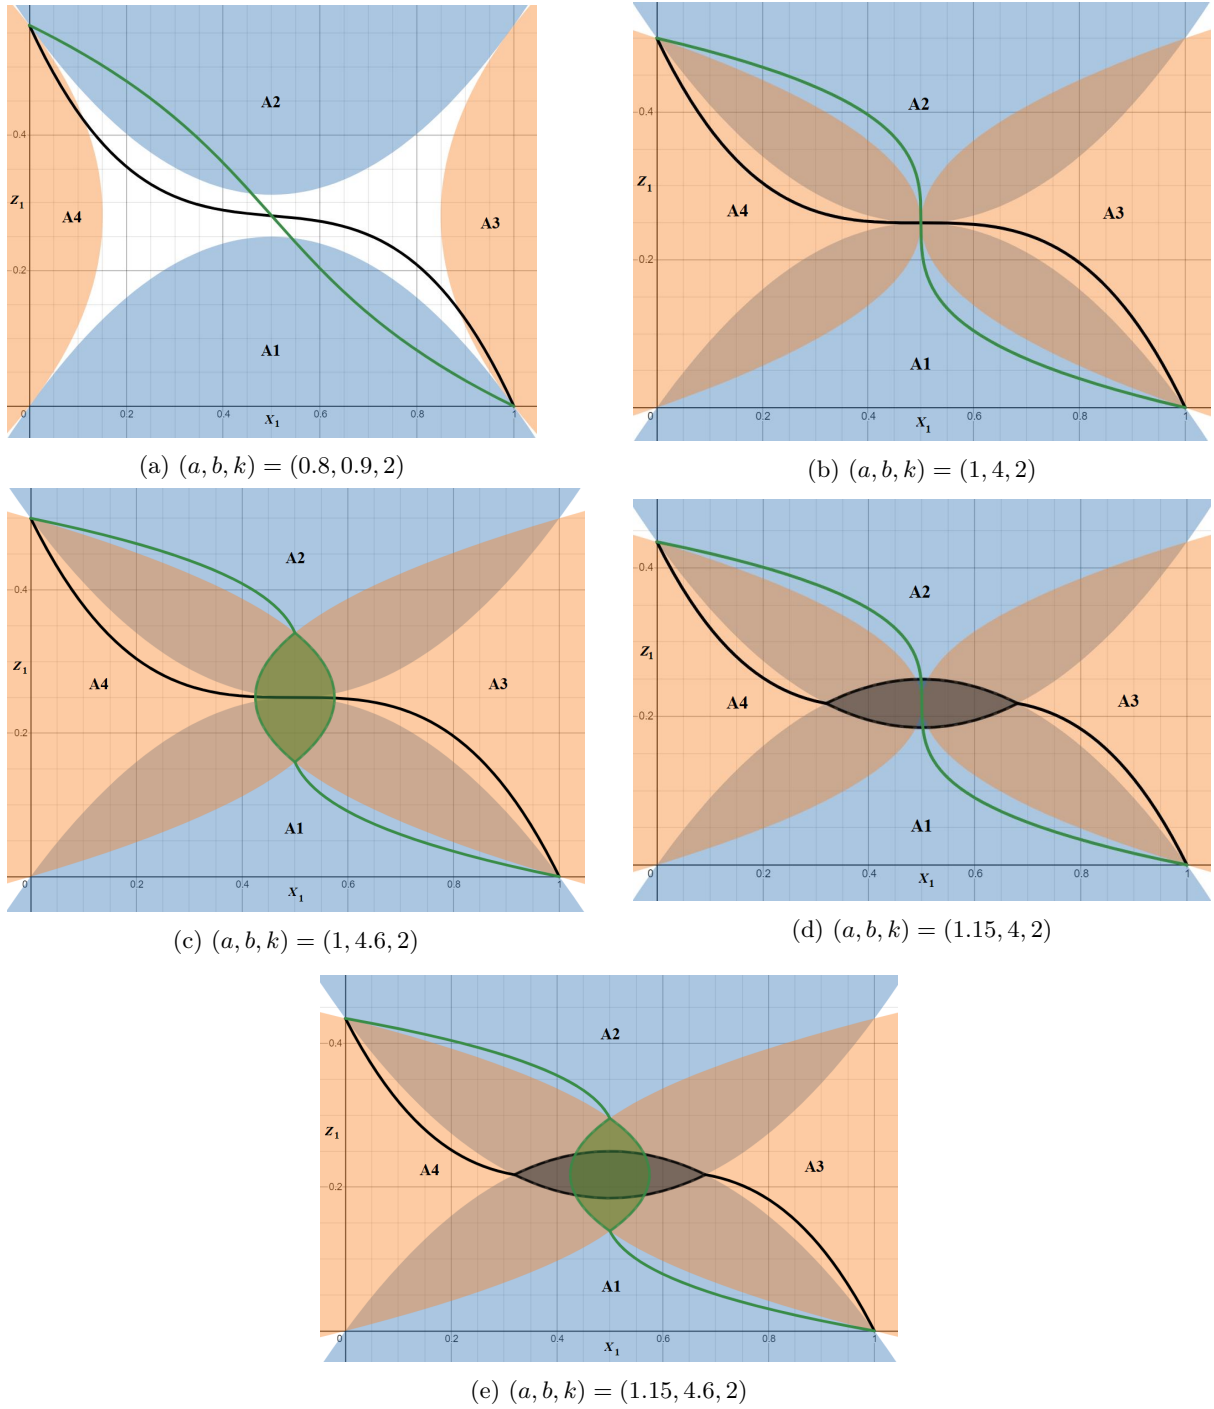 A2
0.4
Z1
A4
A3
0.2
A1
0
0.2
0.4
0.6
0.8
1
X1
(a) (a, b, k) = (0.8, 0.9, 2)
A2
0.4
Z1
A4
A3
0.2
A1
0
0.2
0.4
0.6
0.8
1
X1
(b) (a, b, k) = (1, 4, 2)
A2
0.4
Z1
A4
A3
0.2
A1
0
0.2
0.4
0.6
0.8
1
X1
(c) (a, b, k) = (1, 4.6, 2)
0.4
A2
Z1
A4
A3
0.2
A1
0
0.2
0.4
0.6
0.8
1
X1
(d) (a, b, k) = (1.15, 4, 2)
A2
0.4
Z1
A4
A3
0.2
A1
0
0.2
0.4
0.6
0.8
1
X1
(e) (a, b, k) = (1.15, 4.6, 2)